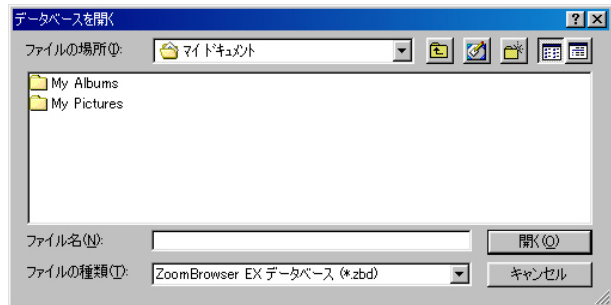 データベースを開く
ファイルの場所(I): マイ ドキュメント
My Albums
My Pictures
ファイル名(N): 開く(O)
ファイルの種類(T): ZoomBrowser EX データベース (*.zbd) キャンセル